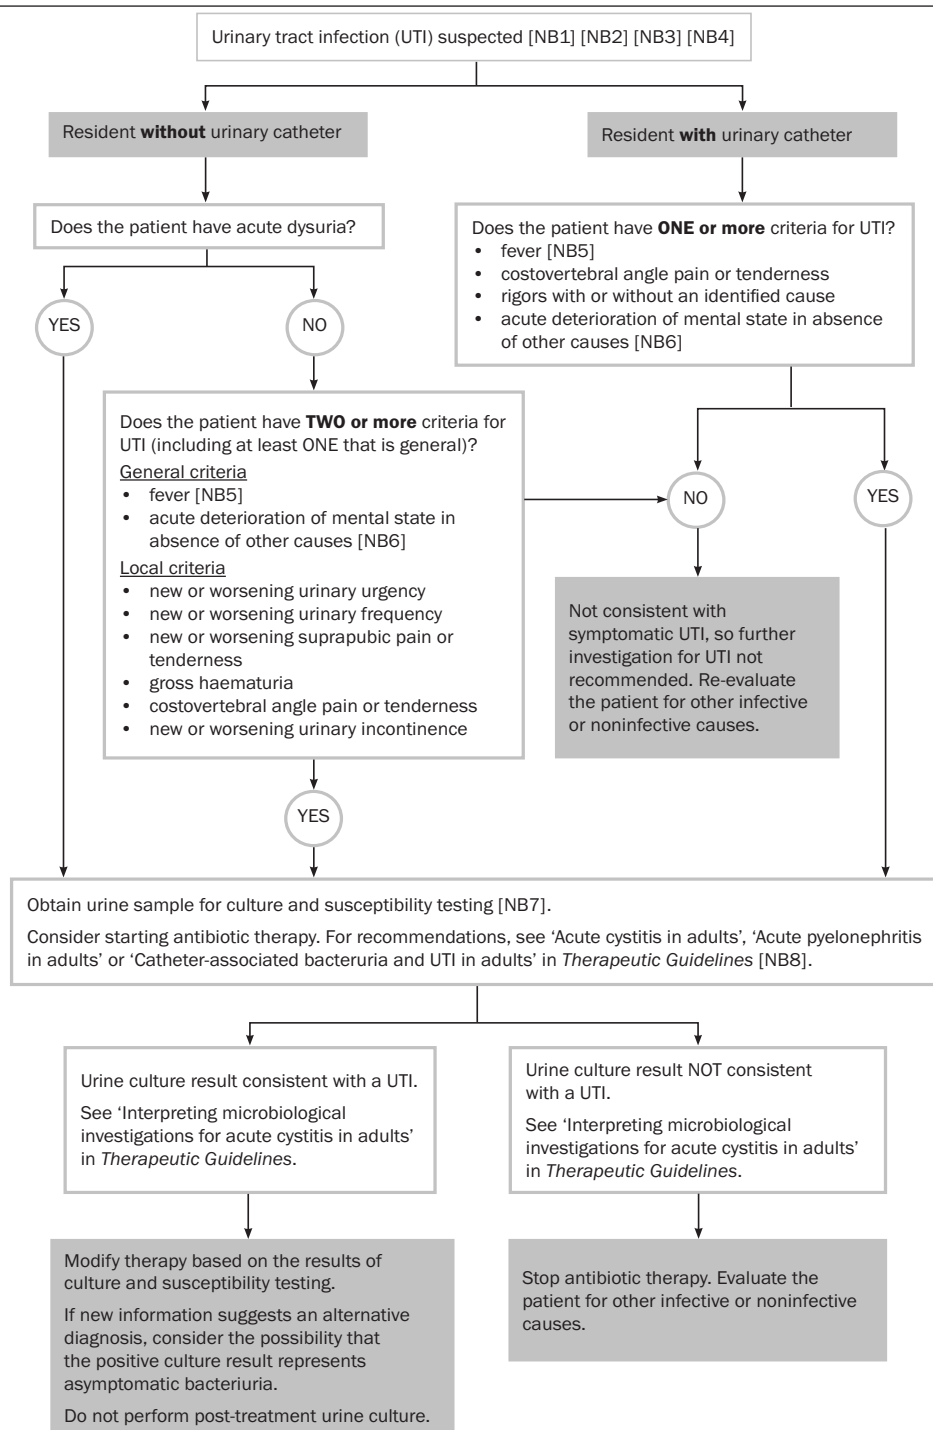 Urinary tract infection (UTI) suspected [NB1] [NB2] [NB3] [NB4]
Resident without urinary catheter
Resident with urinary catheter
Does the patient have acute dysuria?
Does the patient have ONE or more criteria for UTI?
• fever [NB5]
• costovertebral angle pain or tenderness
• rigors with or without an identified cause
• acute deterioration of mental state in absence
of other causes [NB6]
YES
NO
Does the patient have TWO or more criteria for
UTI (including at least ONE that is general)?
General criteria
• fever [NB5]
• acute deterioration of mental state in
absence of other causes [NB6]
Local criteria
• new or worsening urinary urgency
• new or worsening urinary frequency
• new or worsening suprapubic pain or
tenderness
• gross haematuria
• costovertebral angle pain or tenderness
• new or worsening urinary incontinence
NO
YES
Not consistent with
symptomatic UTI, so further
investigation for UTI not
recommended. Re-evaluate
the patient for other infective
or noninfective causes.
YES
Obtain urine sample for culture and susceptibility testing [NB7].
Consider starting antibiotic therapy. For recommendations, see ‘Acute cystitis in adults’, ‘Acute pyelonephritis
in adults’ or ‘Catheter-associated bacteruria and UTI in adults’ in Therapeutic Guidelines [NB8].
Urine culture result consistent with a UTI.
See ‘Interpreting microbiological
investigations for acute cystitis in adults’
in Therapeutic Guidelines.
Urine culture result NOT consistent
with a UTI.
See ‘Interpreting microbiological
investigations for acute cystitis in adults’
in Therapeutic Guidelines.
Modify therapy based on the results of
culture and susceptibility testing.
If new information suggests an alternative
diagnosis, consider the possibility that
the positive culture result represents
asymptomatic bacteriuria.
Do not perform post-treatment urine culture.
Stop antibiotic therapy. Evaluate the
patient for other infective or noninfective
causes.